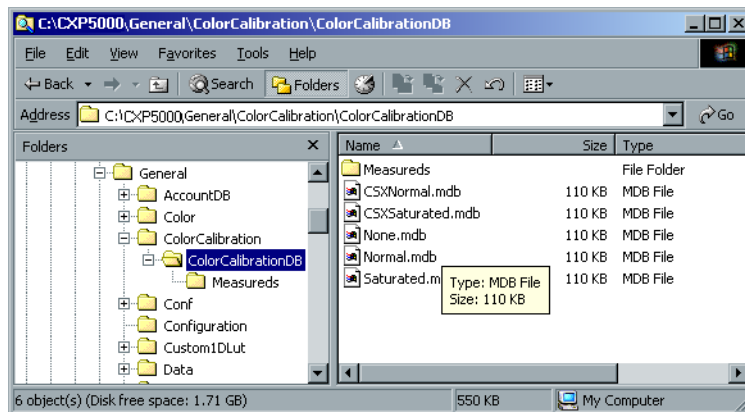 C:\CXP5000\General\ColorCalibration\ColorCalibrationDB
File Edit View Favorites Tools Help
Back Search Folders
Address C:\CXP5000\General\ColorCalibration\ColorCalibrationDB Go
Folders
Name Size Type
General
AccountDB
Color
ColorCalibration
ColorCalibrationDB
Measureds
Conf
Configuration
Custom1DLut
Data
Measureds File Folder
CSXNormal.mdb 110 KB MDB File
CSXSaturated.mdb 110 KB MDB File
None.mdb 110 KB MDB File
Normal.mdb 110 KB MDB File
Saturated.m 110 KB MDB File
Type: MDB File
Size: 110 KB
6 object(s) (Disk free space: 1.71 GB) 550 KB My Computer